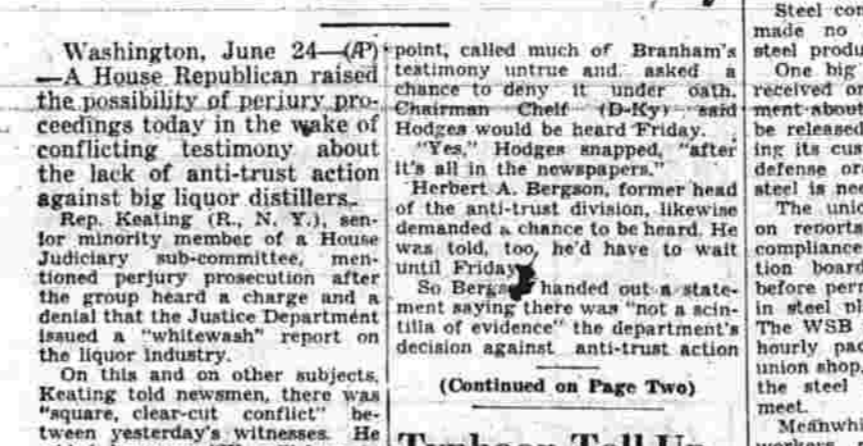 Washington, June 24—(AP)
—A House Republican raised
the possibility of perjury pro-
ceedings today in the wake of
conflicting testimony about
the lack of anti-trust action
against big liquor distillers.
Rep. Keating (R., N. Y.), sen-
ior minority member of a House
Judiciary sub-committee, men-
tioned perjury prosecution after
the group heard a charge and a
denial that the Justice Department
issued a "whitewash" report on
the liquor industry.
On this and on other subjects,
Keating told newsmen, there was
"square, clear-cut conflict" be-
tween yesterday's witnesses. He
point, called much of Branham's
testimony untrue and asked a
chance to deny it under oath.
Chairman Chelf (D-Ky) said
Hodges would be heard Friday.
"Yes," Hodges snapped, "after
it's all in the newspapers."
Herbert A. Bergson, former head
of the anti-trust division, likewise
demanded a chance to be heard. He
was told, too, he'd have to wait
until Friday
So handed out a state-
ment saying there was "not a scin-
tilla of evidence" the department's
decision against anti-trust action
(Continued on Page Two)
Steel con
made no
steel produ
One big
received or
ment about
be released
ing its cus
defense or
steel is nee
The unio
on reports
compliance
tion board
before perr
in steel pl
The WSB
hourly pac
union shop.
the steel
meet.
Meanwh